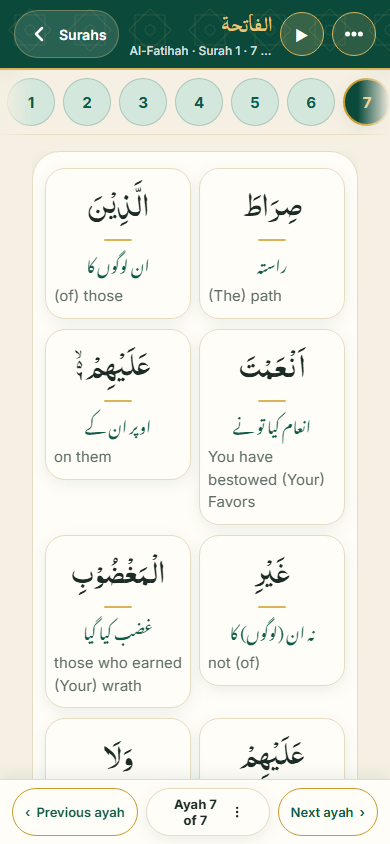 ‹ Surahs
الفاتحة
Al-Fatihah · Surah 1 · 7 ...
1 2 3 4 5 6 7
صِرَاطَ
راستہ
(The) path
الَّذِيْنَ
ان لوگوں کا
(of) those
اَنْعَمْتَ
انعام کیا تو نے
You have
bestowed (Your)
Favors
عَلَيْهِمْ ۙ۬ۦ
اوپر ان کے
on them
غَيْرِ
نہ ان (لوگوں) کا
not (of)
الْمَغْضُوْبِ
غضب کیا گیا
those who earned
(Your) wrath
عَلَيْهِمْ
وَلَا
‹ Previous ayah
Ayah 7
of 7
Next ayah ›